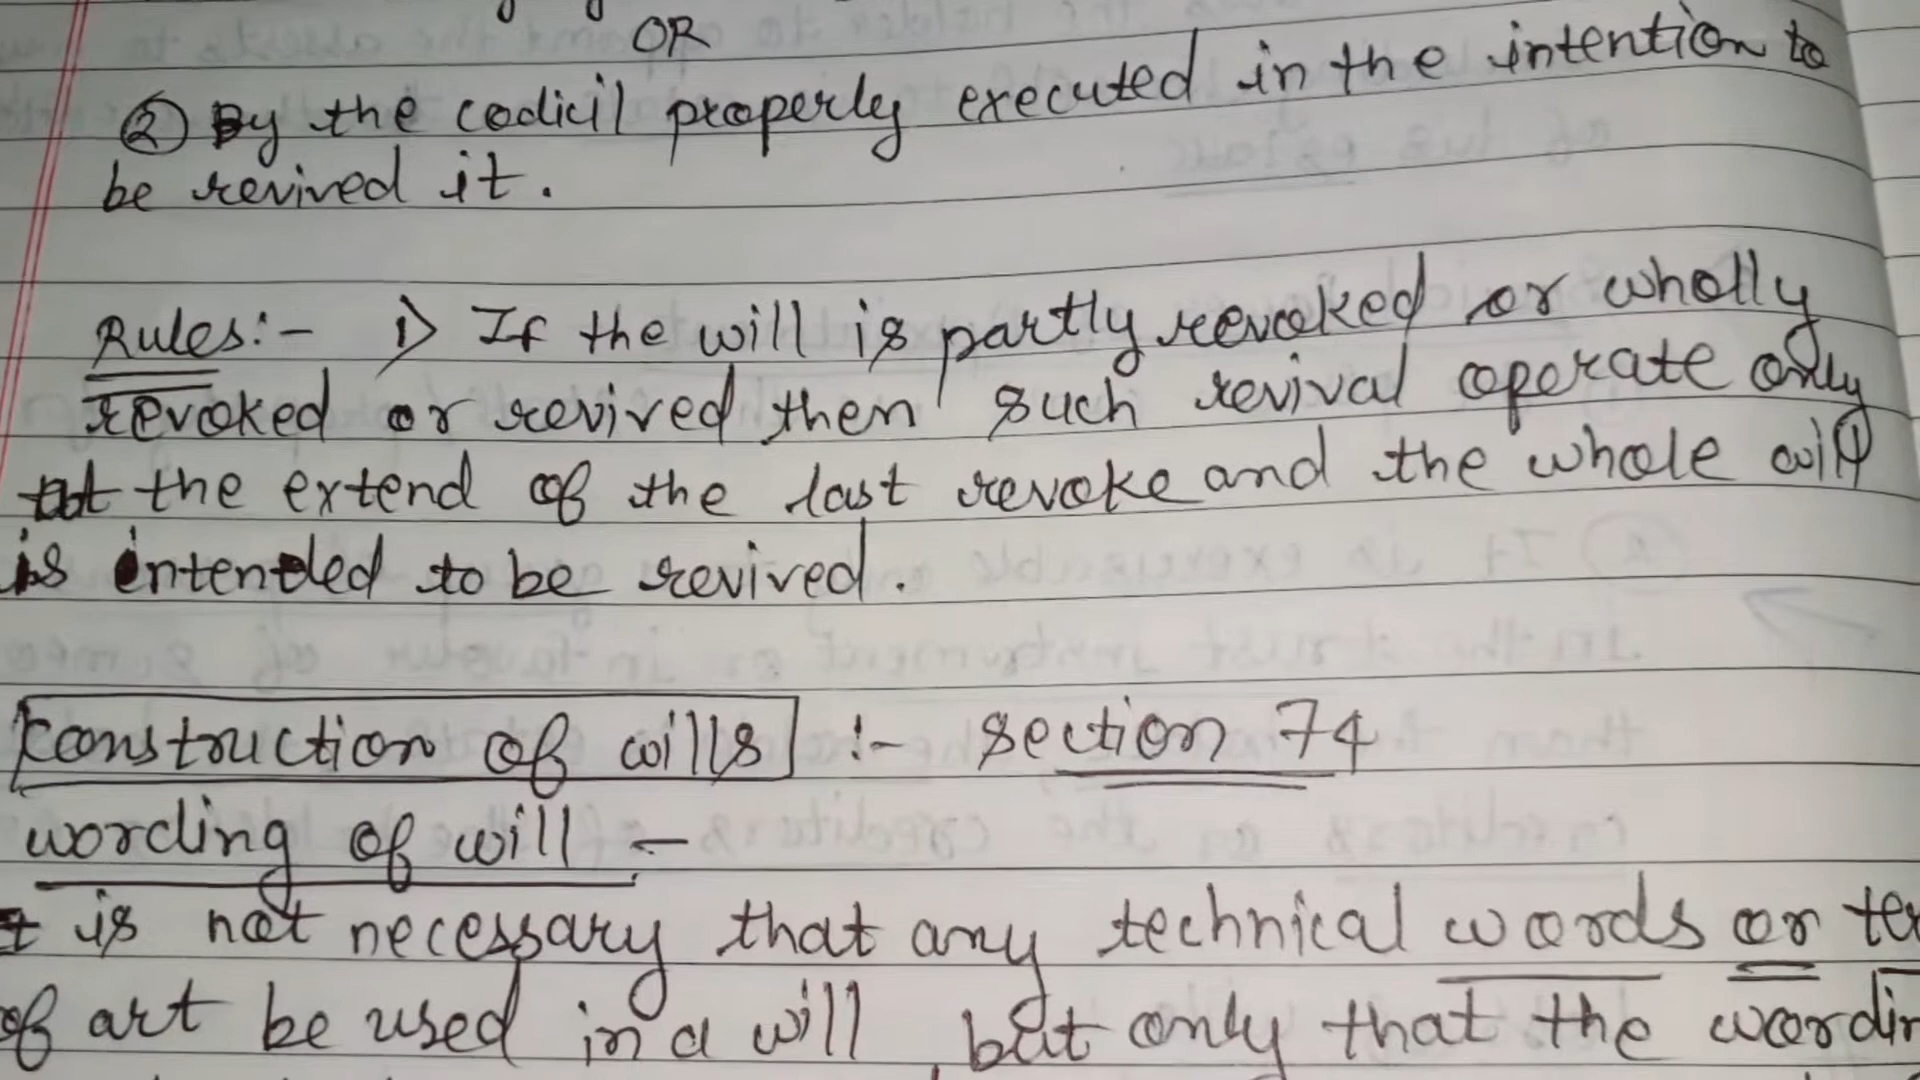 OR
② By the codicil properly executed in the intention to
be revived it.
Rules:- 1) If the will is partly revoked or wholly
revoked or revived then such revival operate only
tot the extend of the last revoke and the whole will
is intended to be revived.
Construction of wills :- Section 74
wording of will -
is not necessary that any technical words or
of art be used in a will, but only that the